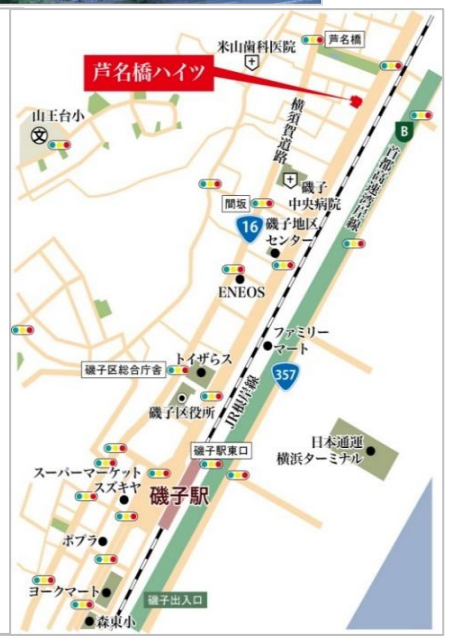 芦名橋
米山歯科医院
芦名橋ハイツ
山王台小
文
横須賀道路
B
首都高速湾岸線
磯子
中央病院
間坂
16
磯子地区
センター
ENEOS
ファミリー
マート
トイザらス
磯子区総合庁舎
357
JR根岸線
磯子区役所
磯子駅東口
日本通運
横浜ターミナル
スーパーマーケット
スズキヤ
磯子駅
ポプラ
ヨークマート
磯子出入口
森東小